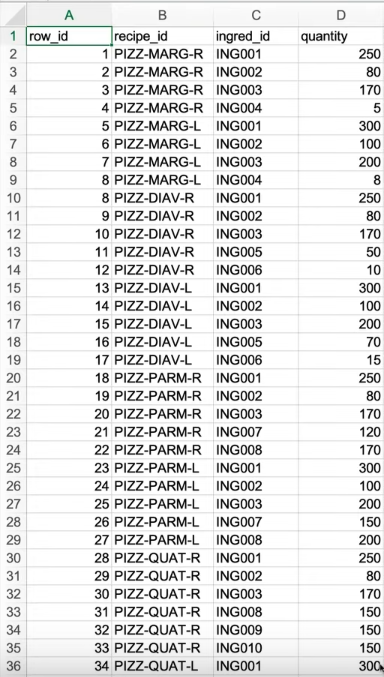 A B C D
1 row_id recipe_id ingred_id quantity
2 1 PIZZ-MARG-R ING001 250
3 2 PIZZ-MARG-R ING002 80
4 3 PIZZ-MARG-R ING003 170
5 4 PIZZ-MARG-R ING004 5
6 5 PIZZ-MARG-L ING001 300
7 6 PIZZ-MARG-L ING002 100
8 7 PIZZ-MARG-L ING003 200
9 8 PIZZ-MARG-L ING004 8
10 8 PIZZ-DIAV-R ING001 250
11 9 PIZZ-DIAV-R ING002 80
12 10 PIZZ-DIAV-R ING003 170
13 11 PIZZ-DIAV-R ING005 50
14 12 PIZZ-DIAV-R ING006 10
15 13 PIZZ-DIAV-L ING001 300
16 14 PIZZ-DIAV-L ING002 100
17 15 PIZZ-DIAV-L ING003 200
18 16 PIZZ-DIAV-L ING005 70
19 17 PIZZ-DIAV-L ING006 15
20 18 PIZZ-PARM-R ING001 250
21 19 PIZZ-PARM-R ING002 80
22 20 PIZZ-PARM-R ING003 170
23 21 PIZZ-PARM-R ING007 120
24 22 PIZZ-PARM-R ING008 170
25 23 PIZZ-PARM-L ING001 300
26 24 PIZZ-PARM-L ING002 100
27 25 PIZZ-PARM-L ING003 200
28 26 PIZZ-PARM-L ING007 150
29 27 PIZZ-PARM-L ING008 200
30 28 PIZZ-QUAT-R ING001 250
31 29 PIZZ-QUAT-R ING002 80
32 30 PIZZ-QUAT-R ING003 170
33 31 PIZZ-QUAT-R ING008 150
34 32 PIZZ-QUAT-R ING009 150
35 33 PIZZ-QUAT-R ING010 150
36 34 PIZZ-QUAT-L ING001 300